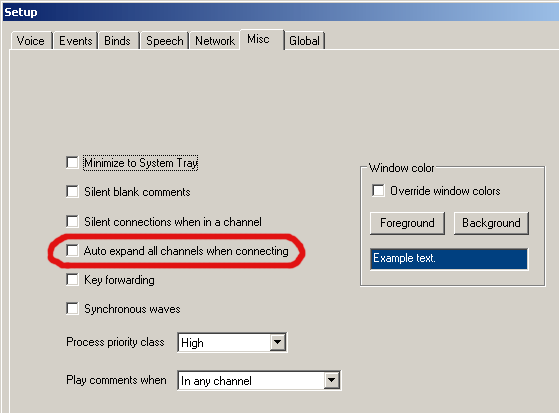 Setup
Voice Events Binds Speech Network Misc Global
Minimize to System Tray
Silent blank comments
Silent connections when in a channel
Auto expand all channels when connecting
Key forwarding
Synchronous waves
Process priority class High
Play comments when In any channel
Window color
Override window colors
Foreground Background
Example text.